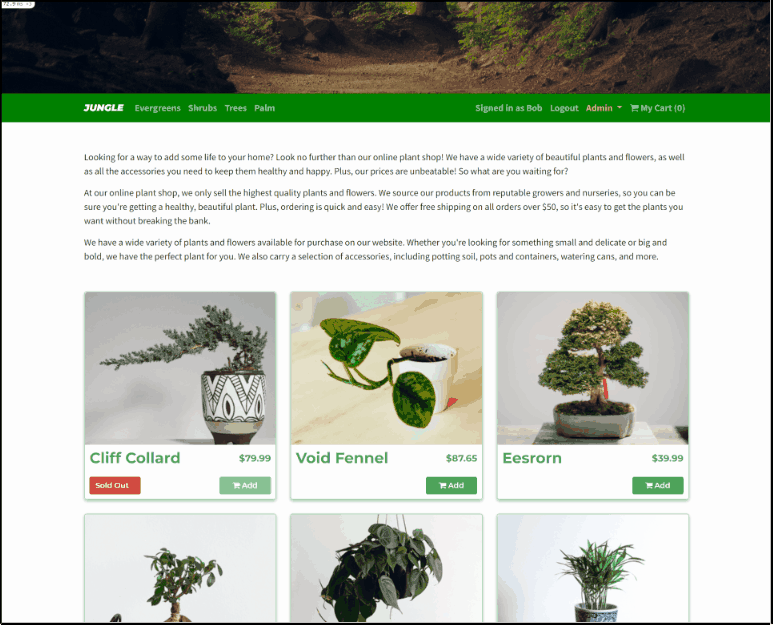 JUNGLE Evergreens Shrubs Trees Palm Signed in as Bob Logout Admin My Cart (0)
Looking for a way to add some life to your home? Look no further than our online plant shop! We have a wide variety of beautiful plants and flowers, as well
as all the accessories you need to keep them healthy and happy. Plus, our prices are unbeatable! So what are you waiting for?
At our online plant shop, we only sell the highest quality plants and flowers. We source our products from reputable growers and nurseries, so you can be
sure you're getting a healthy, beautiful plant. Plus, ordering is quick and easy! We offer free shipping on all orders over $50, so it's easy to get the plants you
want without breaking the bank.
We have a wide variety of plants and flowers available for purchase on our website. Whether you're looking for something small and delicate or big and
bold, we have the perfect plant for you. We also carry a selection of accessories, including potting soil, pots and containers, watering cans, and more.
Cliff Collard $79.99
Sold Out Add
Void Fennel $87.65
Add
Eesrorn $39.99
Add